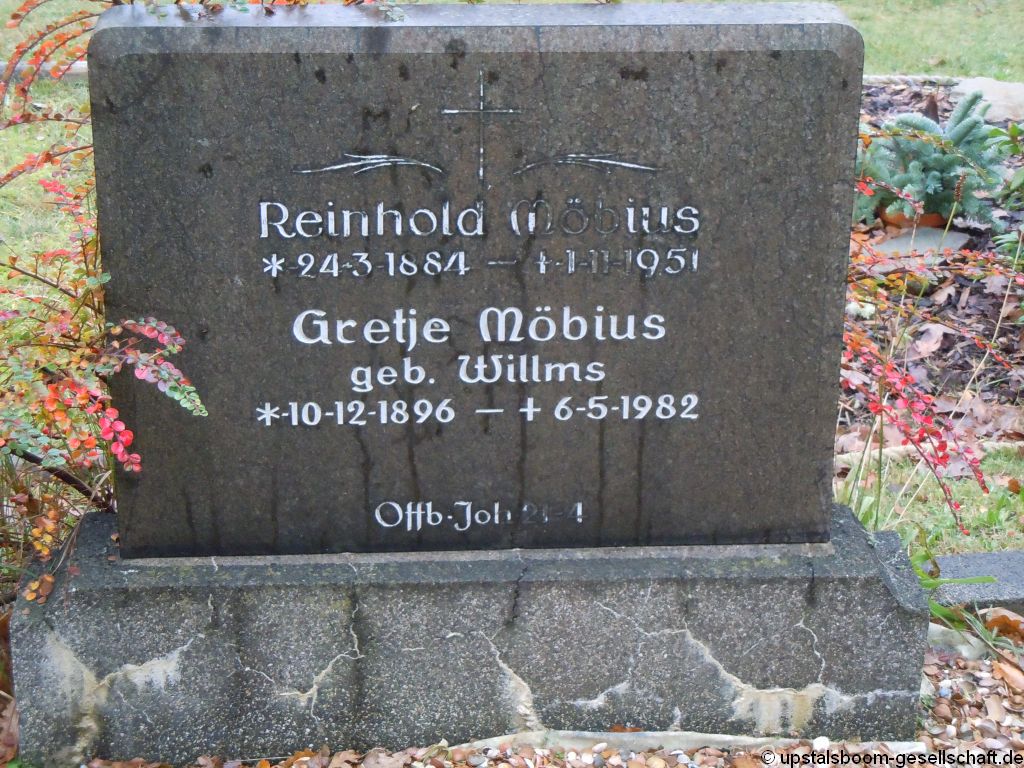 Reinhold Möbius
*-24-3-1884 – +-1-11-1951
Gretje Möbius
geb. Willms
*-10-12-1896 – + 6-5-1982
Offb-Joh 21-4
© upstalsboom-gesellschaft.de